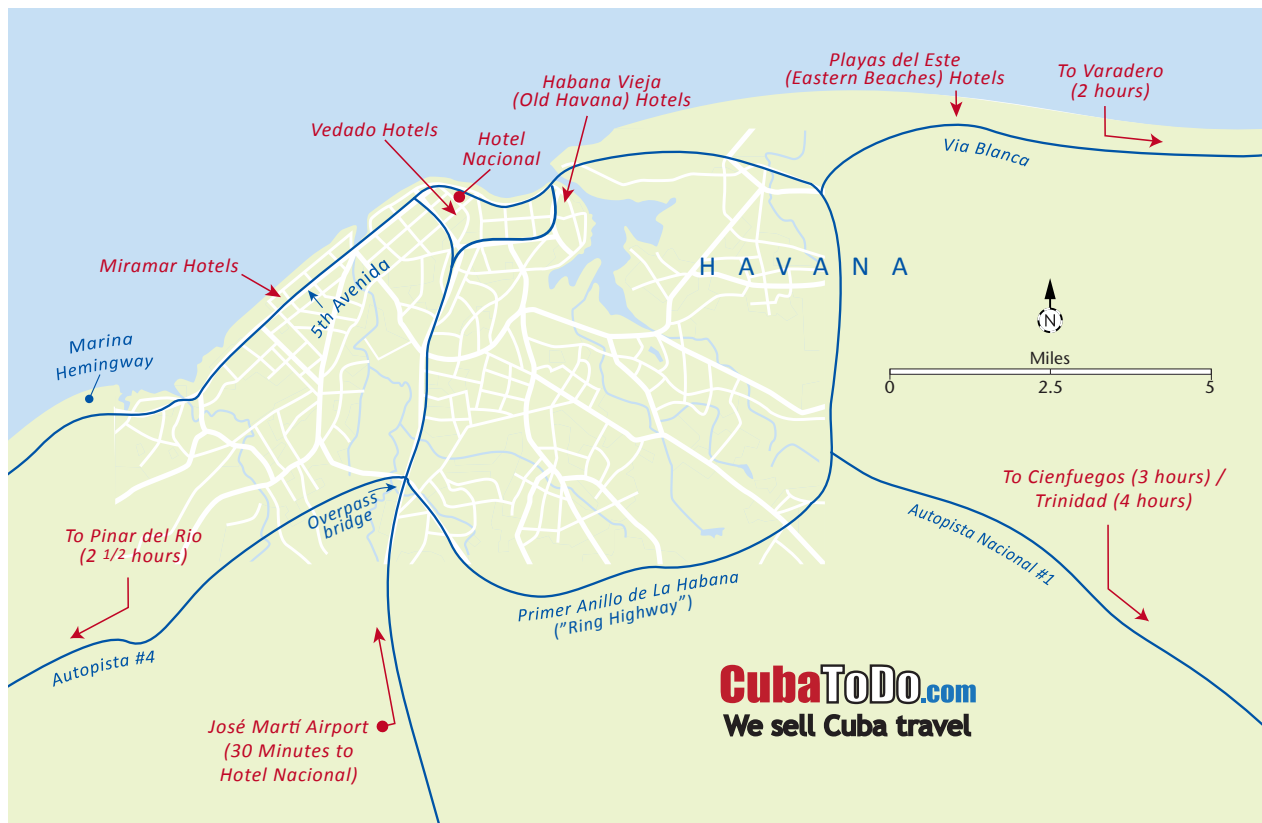 Playas del Este
(Eastern Beaches) Hotels
To Varadero
(2 hours)
Habana Vieja
(Old Havana) Hotels
Vedado Hotels
Hotel
Nacional
Via Blanca
Miramar Hotels
HAVANA
5th Avenida
N
Marina
Hemingway
Miles
0 2.5 5
To Cienfuegos (3 hours) /
Trinidad (4 hours)
Overpass
bridge
Autopista Nacional #1
To Pinar del Rio
(2 1/2 hours)
Primer Anillo de La Habana
("Ring Highway")
Autopista #4
CubaToDo.com
We sell Cuba travel
José Martí Airport
(30 Minutes to
Hotel Nacional)